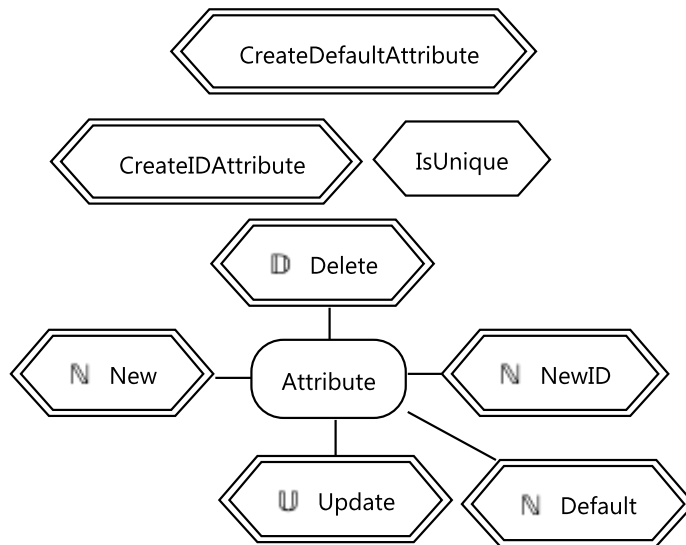 CreateDefaultAttribute
CreateIDAttribute
IsUnique
𝔻 Delete
ℕ New
Attribute
ℕ NewID
𝕌 Update
ℕ Default